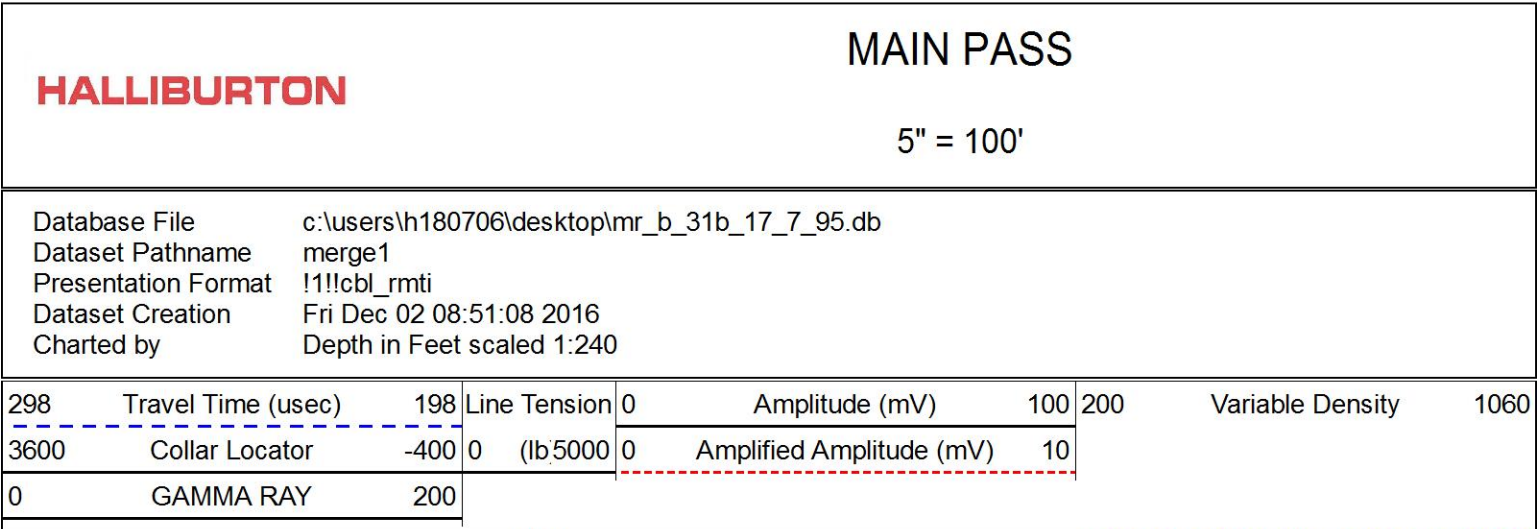 MAIN PASS
HALLIBURTON
5" = 100'
Database File c:\users\h180706\desktop\mr_b_31b_17_7_95.db
Dataset Pathname merge1
Presentation Format !1!!cbl_rmti
Dataset Creation Fri Dec 02 08:51:08 2016
Charted by Depth in Feet scaled 1:240
298 Travel Time (usec) 198 Line Tension 0 Amplitude (mV) 100 200 Variable Density 1060
3600 Collar Locator -400 0 (lb 5000 0 Amplified Amplitude (mV) 10
0 GAMMA RAY 200